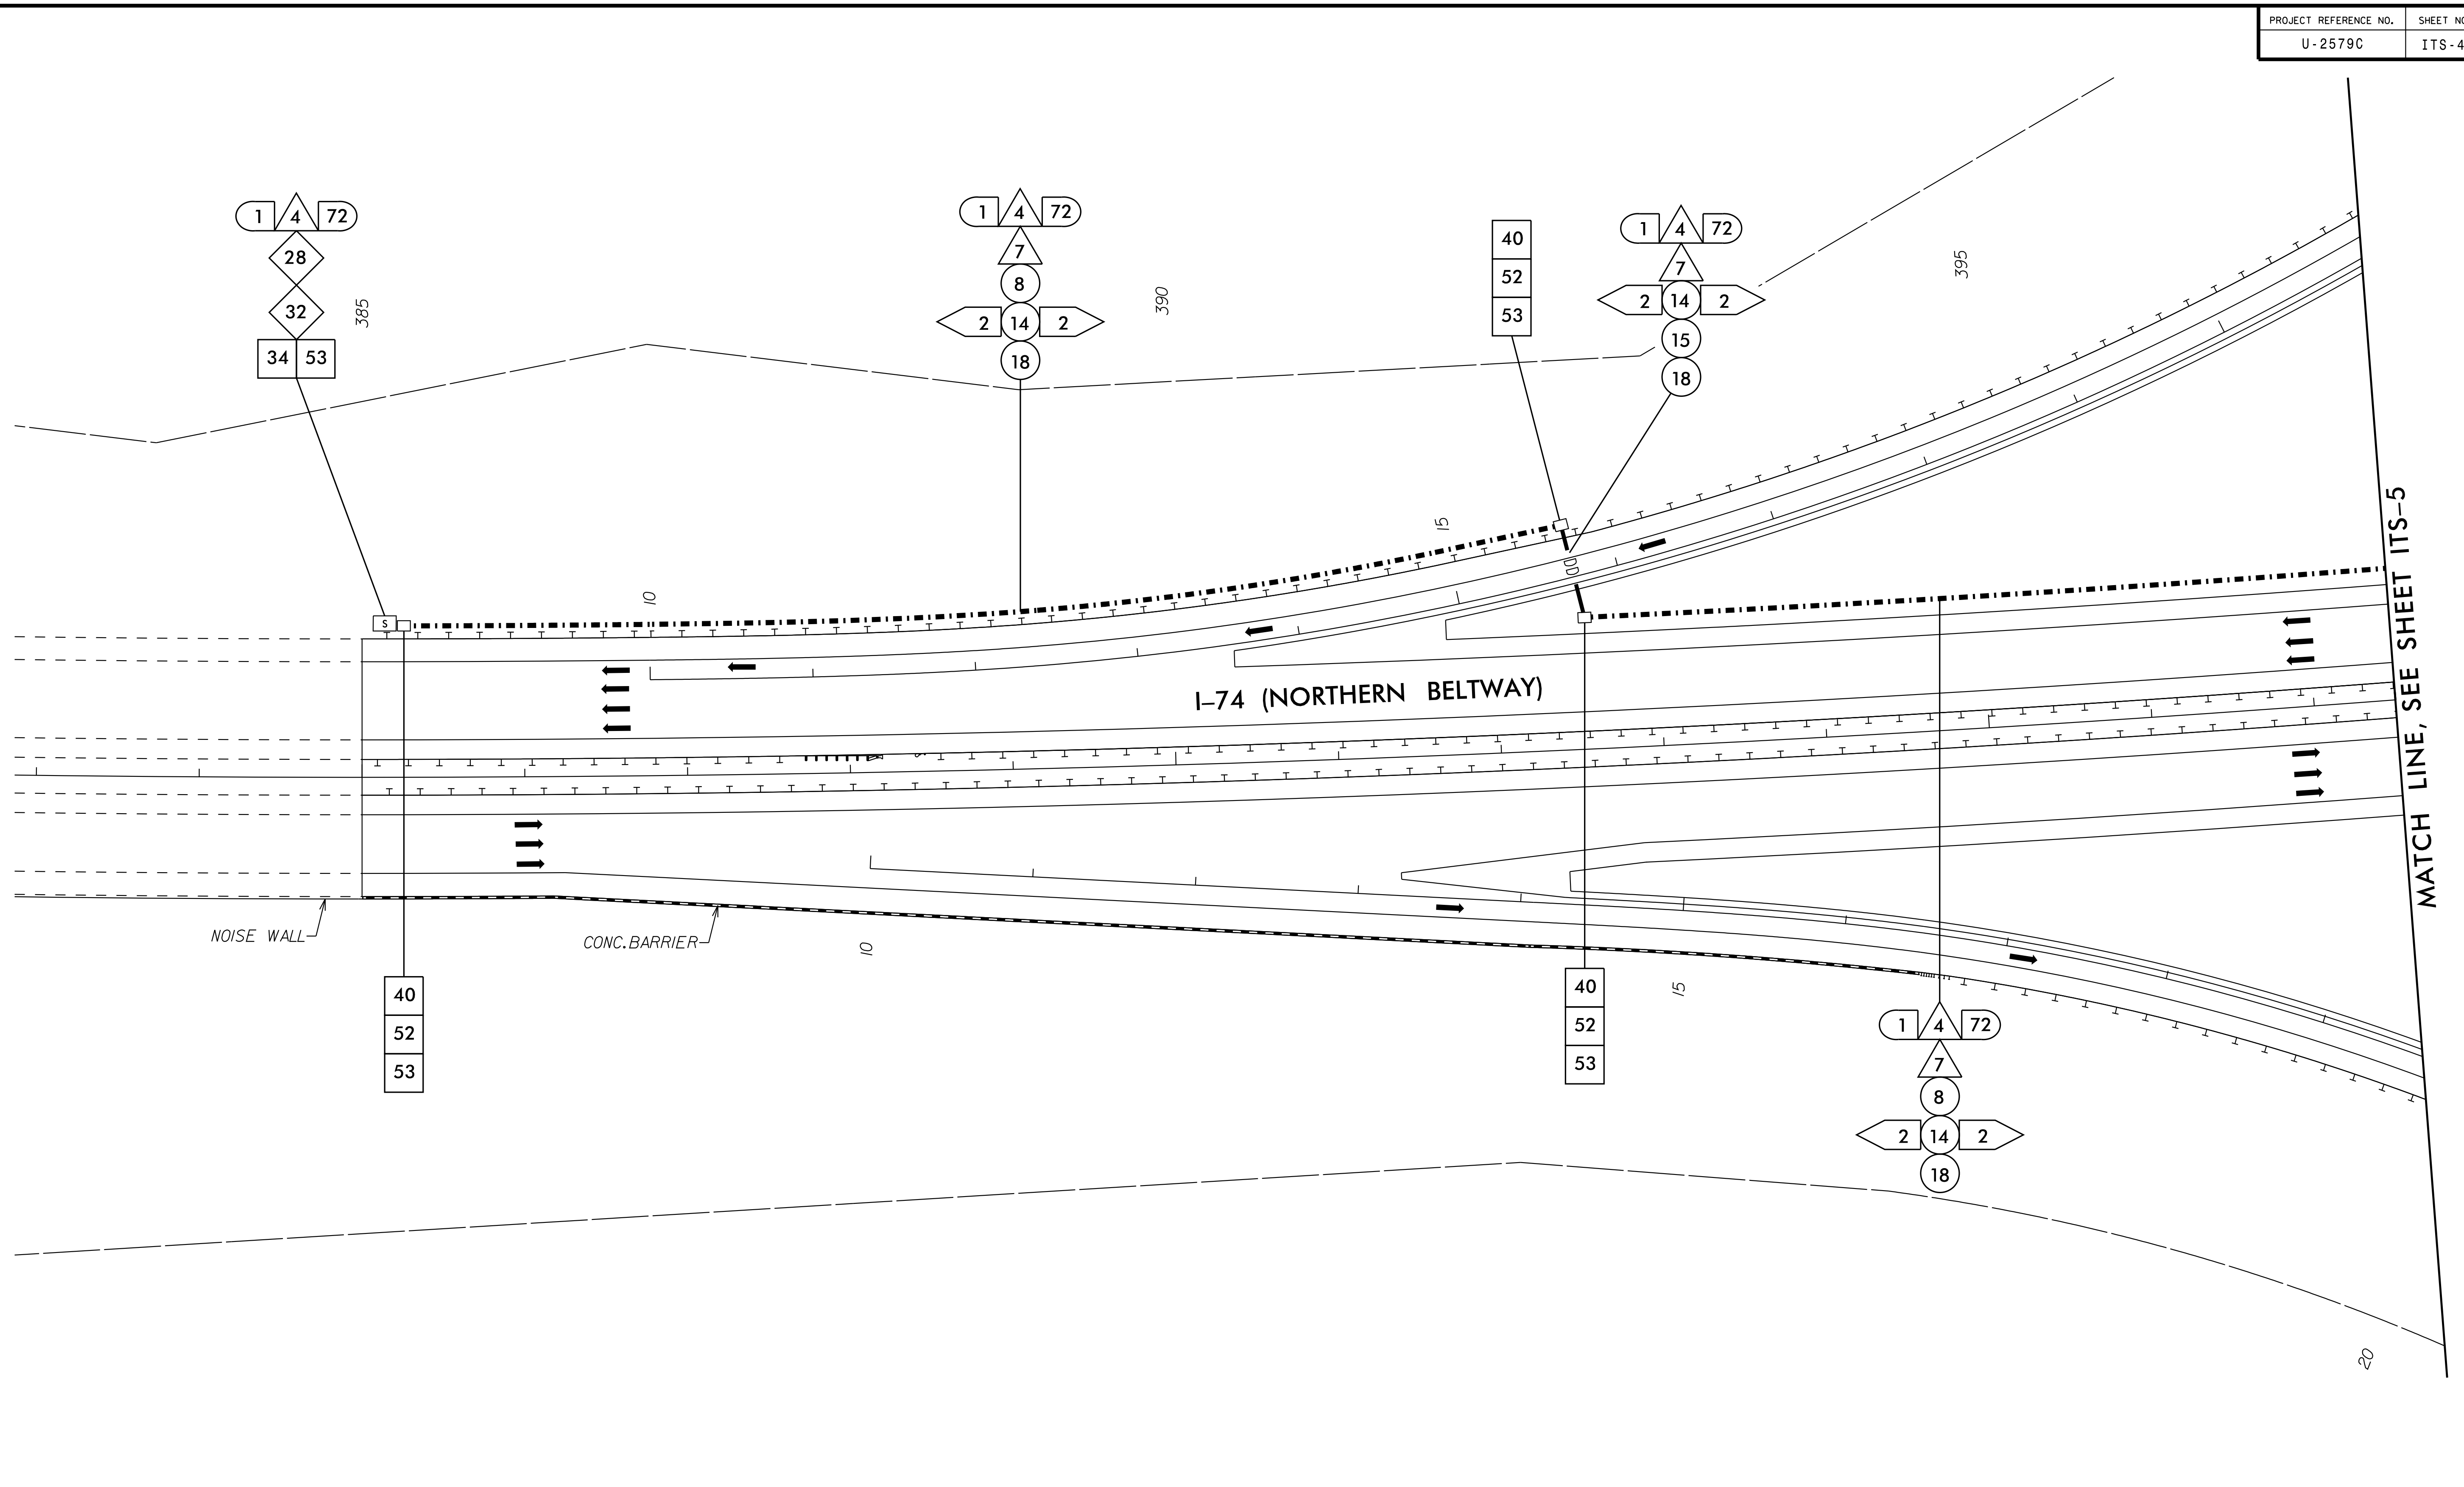 PROJECT REFERENCE NO. SHEET NO
U-2579C ITS-4
1 4 72
28
32
34 53
385
1 4 72
7
8
2 14 2
18
390
40
52
53
1 4 72
7
2 14 2
15
18
395
15
10
S
DD
I-74 (NORTHERN BELTWAY)
MATCH LINE, SEE SHEET ITS-5
NOISE WALL
CONC.BARRIER
10
15
40
52
53
40
52
53
1 4 72
7
8
2 14 2
18
20